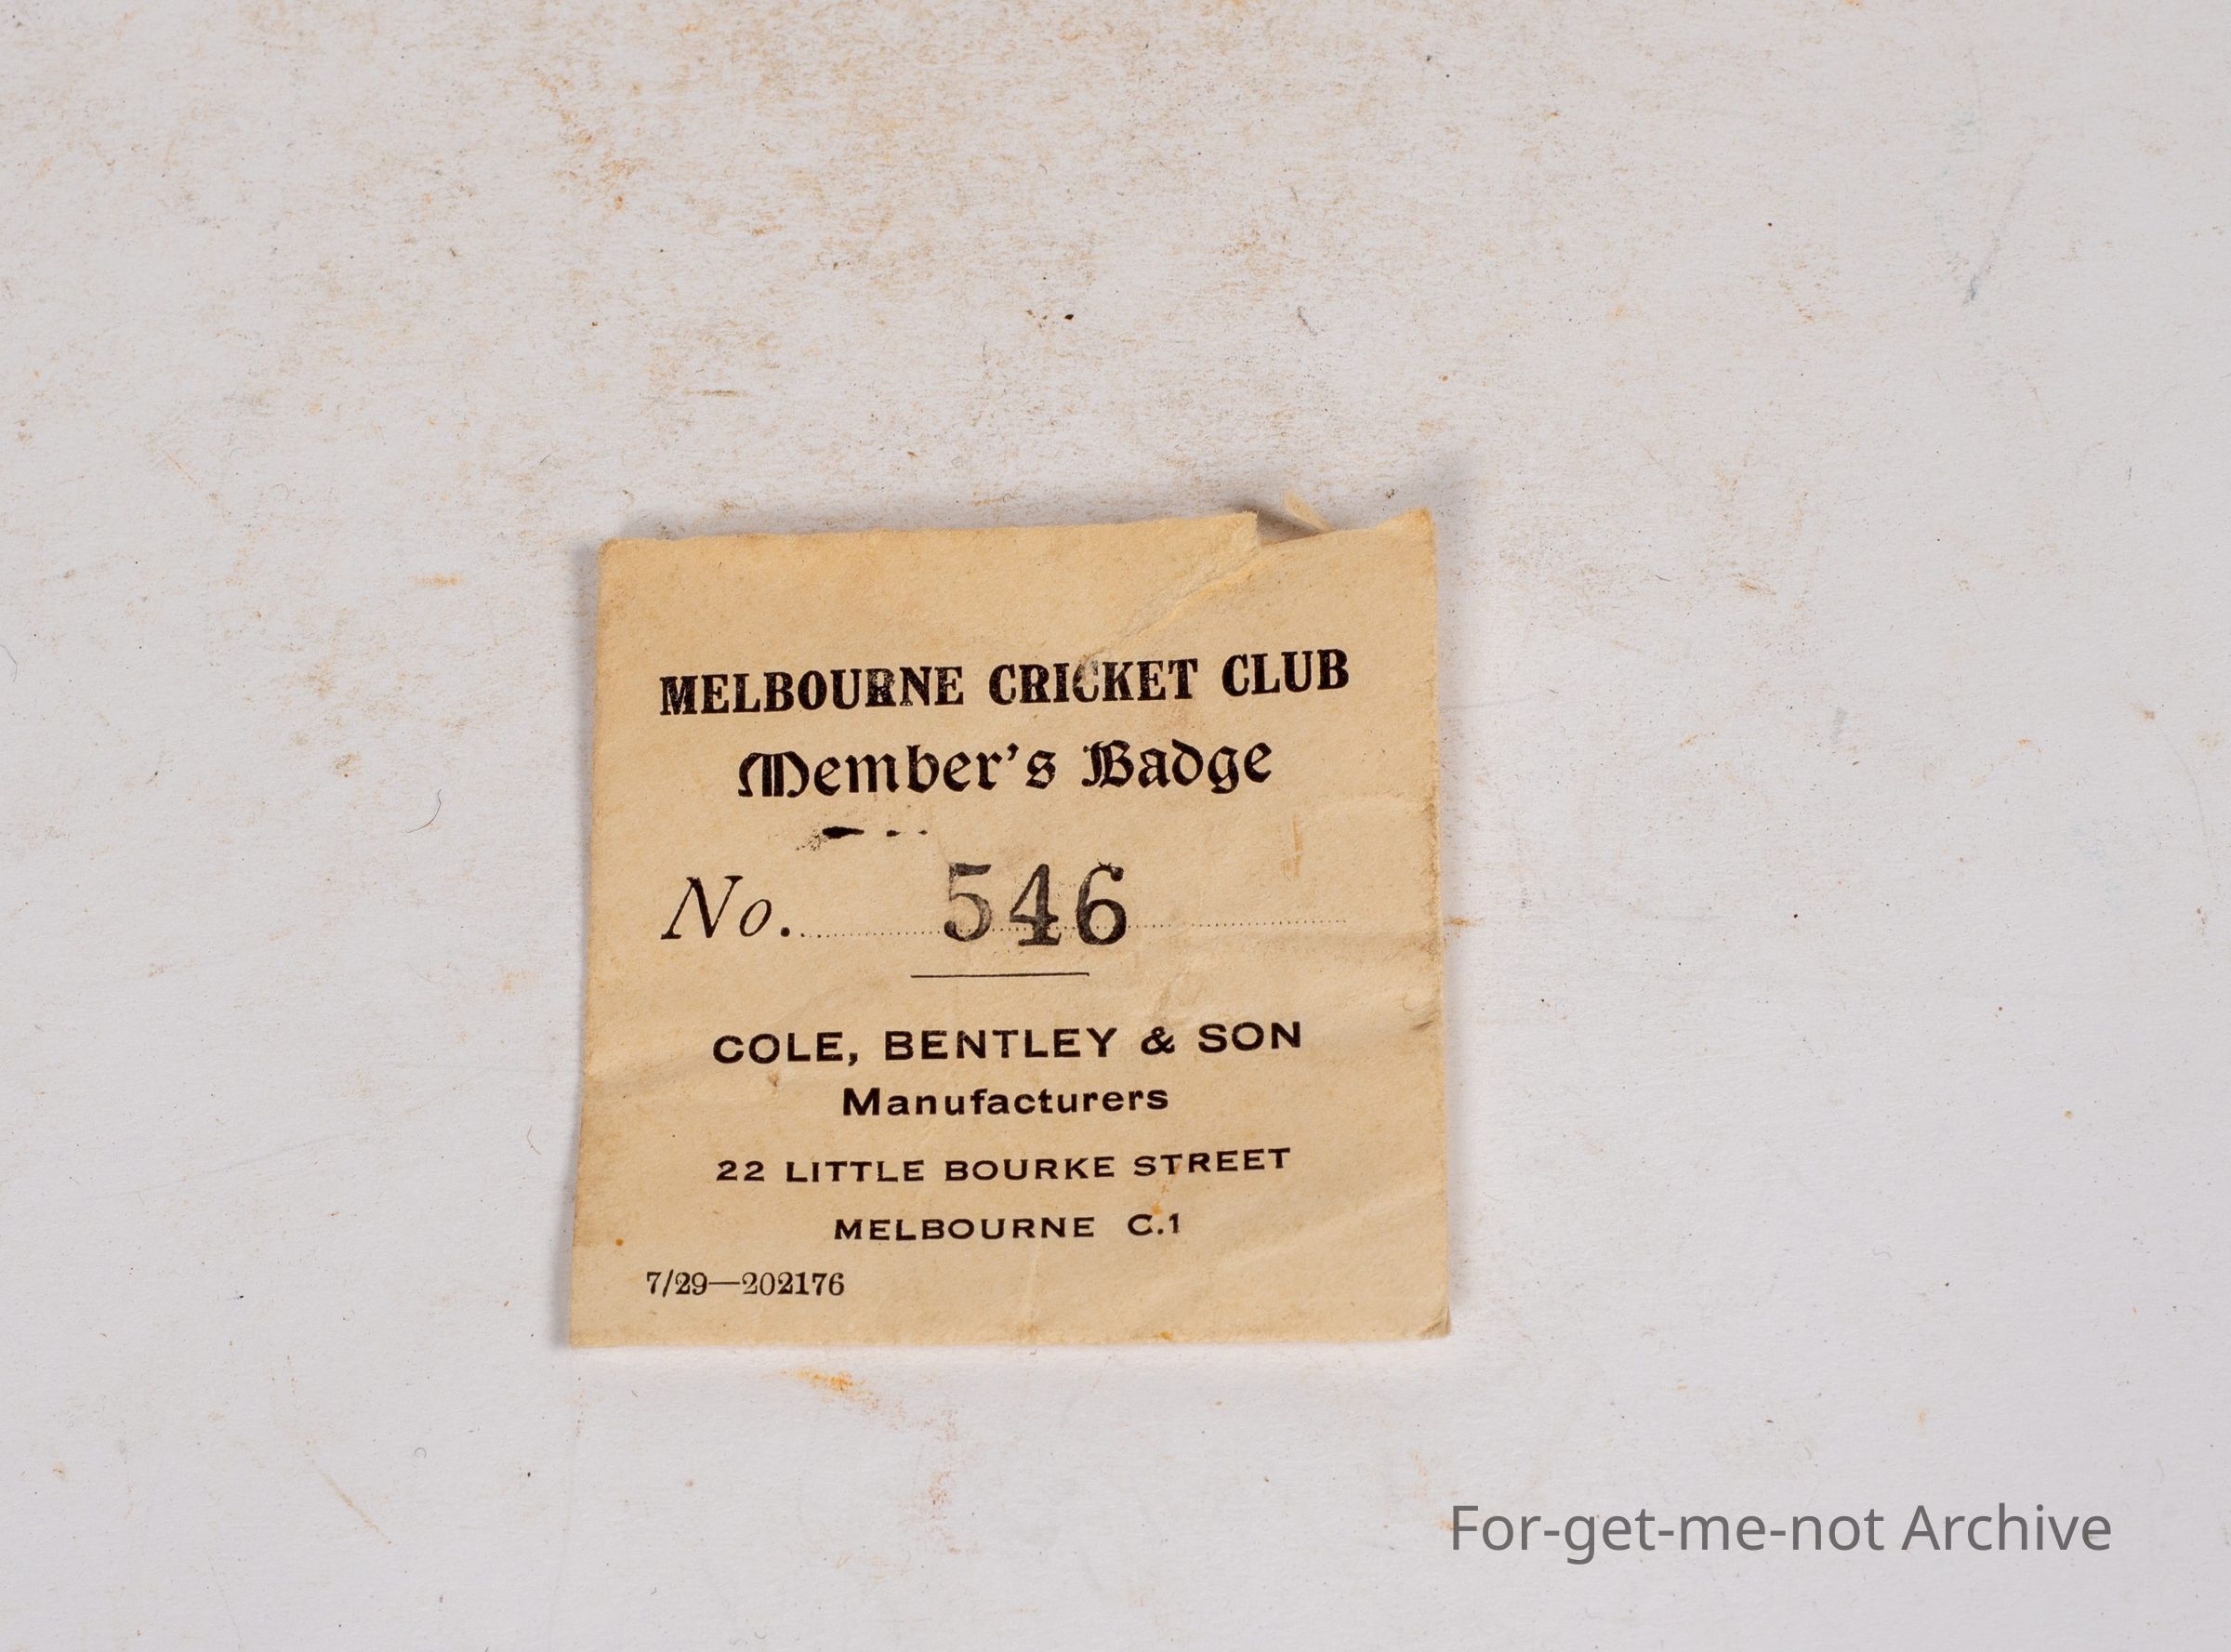 MELBOURNE CRICKET CLUB
Member's Badge
No. 546
COLE, BENTLEY & SON
Manufacturers
22 LITTLE BOURKE STREET
MELBOURNE C.1
7/29—202176
For-get-me-not Archive